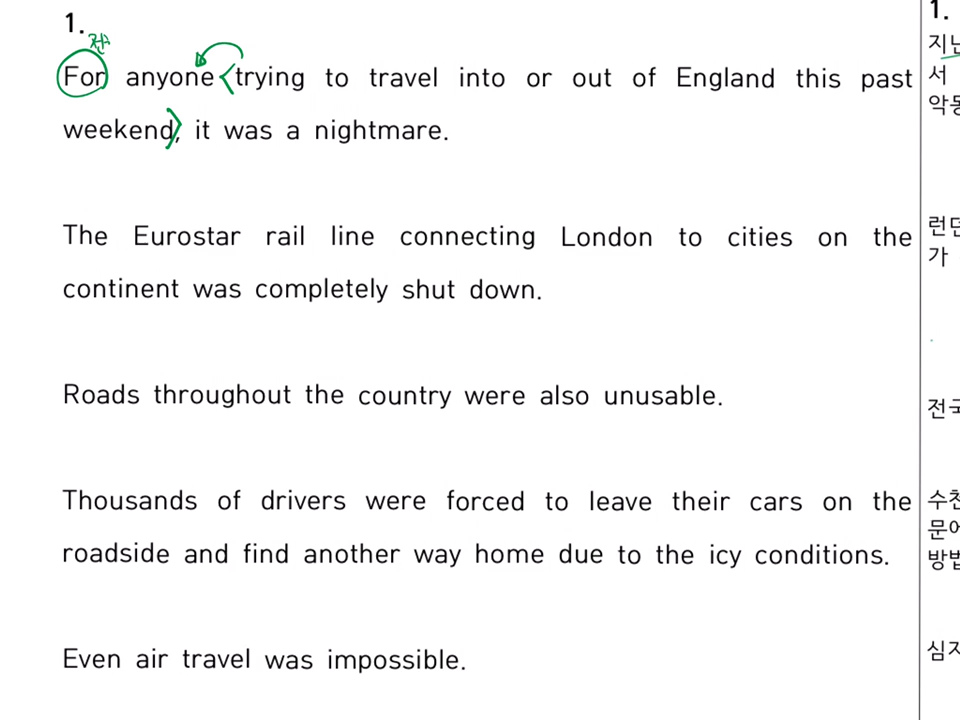 1.
전
For anyone trying to travel into or out of England this past
weekend, it was a nightmare.
The Eurostar rail line connecting London to cities on the
continent was completely shut down.
Roads throughout the country were also unusable.
Thousands of drivers were forced to leave their cars on the
roadside and find another way home due to the icy conditions.
Even air travel was impossible.
1.
서
가